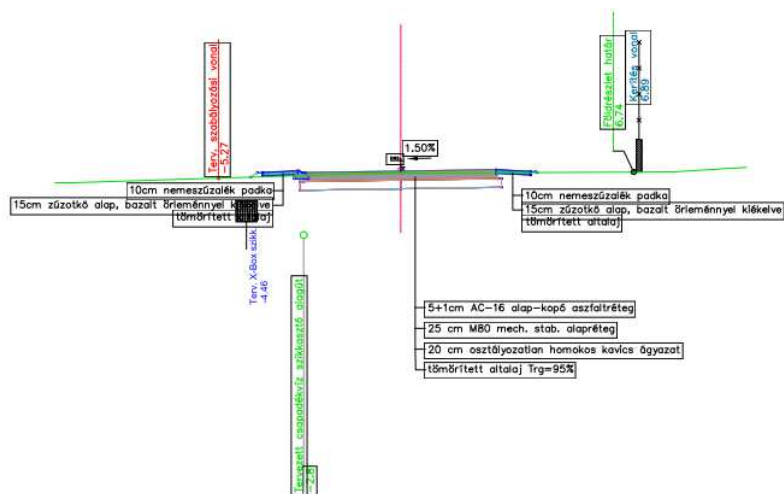 Terv. szabályozási vonal
-5.27
1.50%
Földrészlet határ
6.74
Kerítés vonal
6.89
10cm nemeszúzalék padka
15cm zúzotkő alap, bazalt őrleménnyel kiékelve
tömörített altalaj
10cm nemeszúzalék padka
15cm zúzotkő alap, bazalt őrleménnyel kiékelve
tömörített altalaj
Terv. X-Box szikk.
-4.46
5+1cm AC-16 alap-kopó aszfaltréteg
25 cm M80 mech. stab. alapréteg
20 cm osztályozatlan homokos kavics ágyazat
tömörített altalaj Trg=95%
Tervezett csapadékvíz szikkasztó alagút